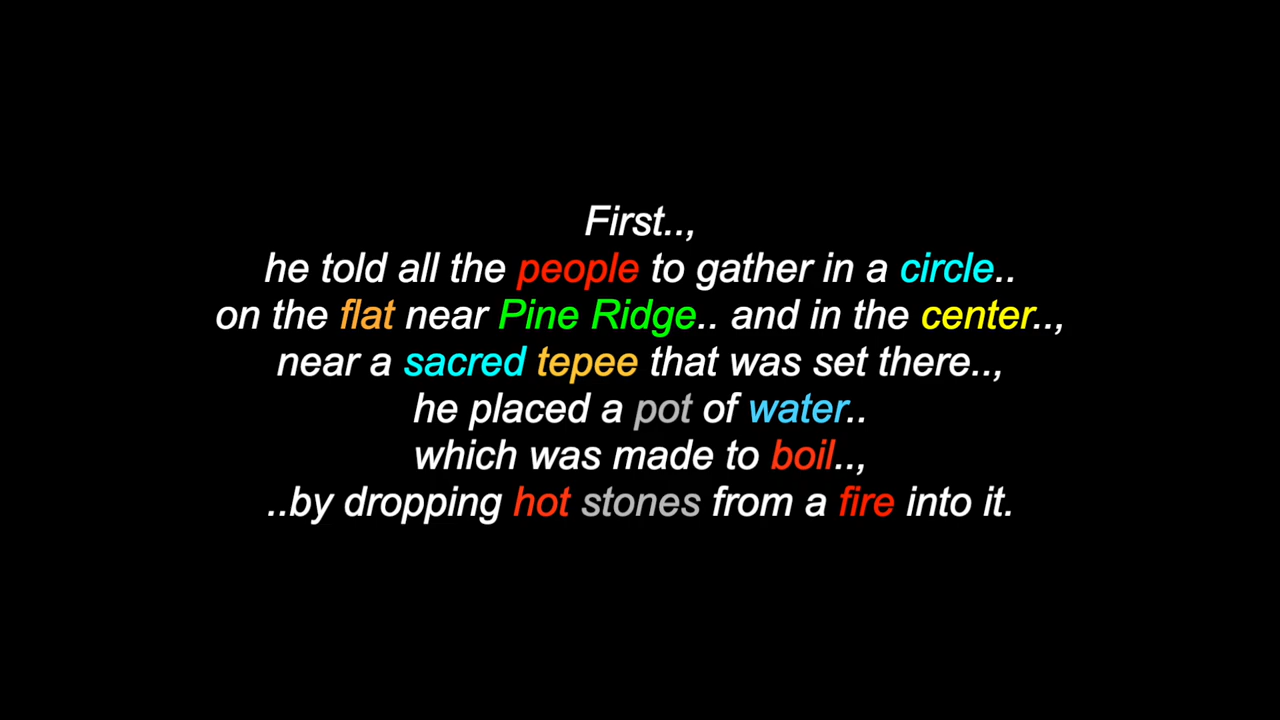 First..,
he told all the people to gather in a circle..
on the flat near Pine Ridge.. and in the center..,
near a sacred tepee that was set there..,
he placed a pot of water..
which was made to boil..,
..by dropping hot stones from a fire into it.